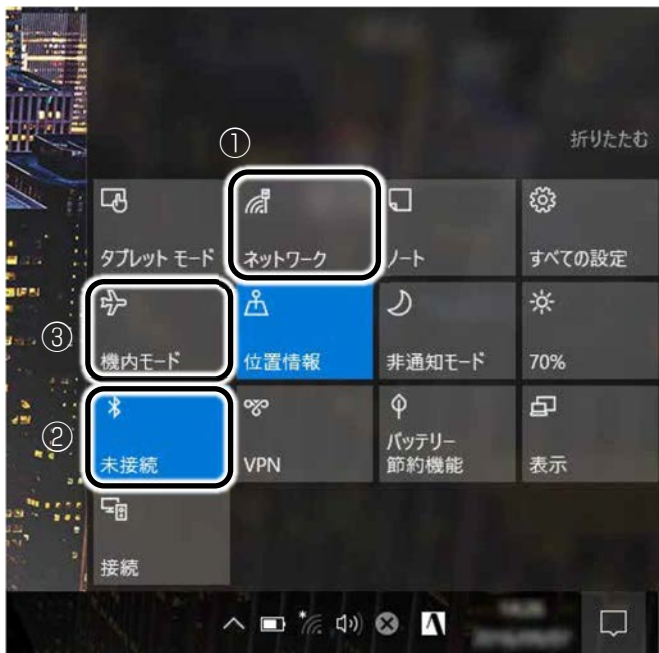 ①
折りたたむ
タブレット モード
ネットワーク
ノート
すべての設定
③
機内モード
位置情報
非通知モード
70%
②
未接続
VPN
バッテリー
節約機能
表示
接続